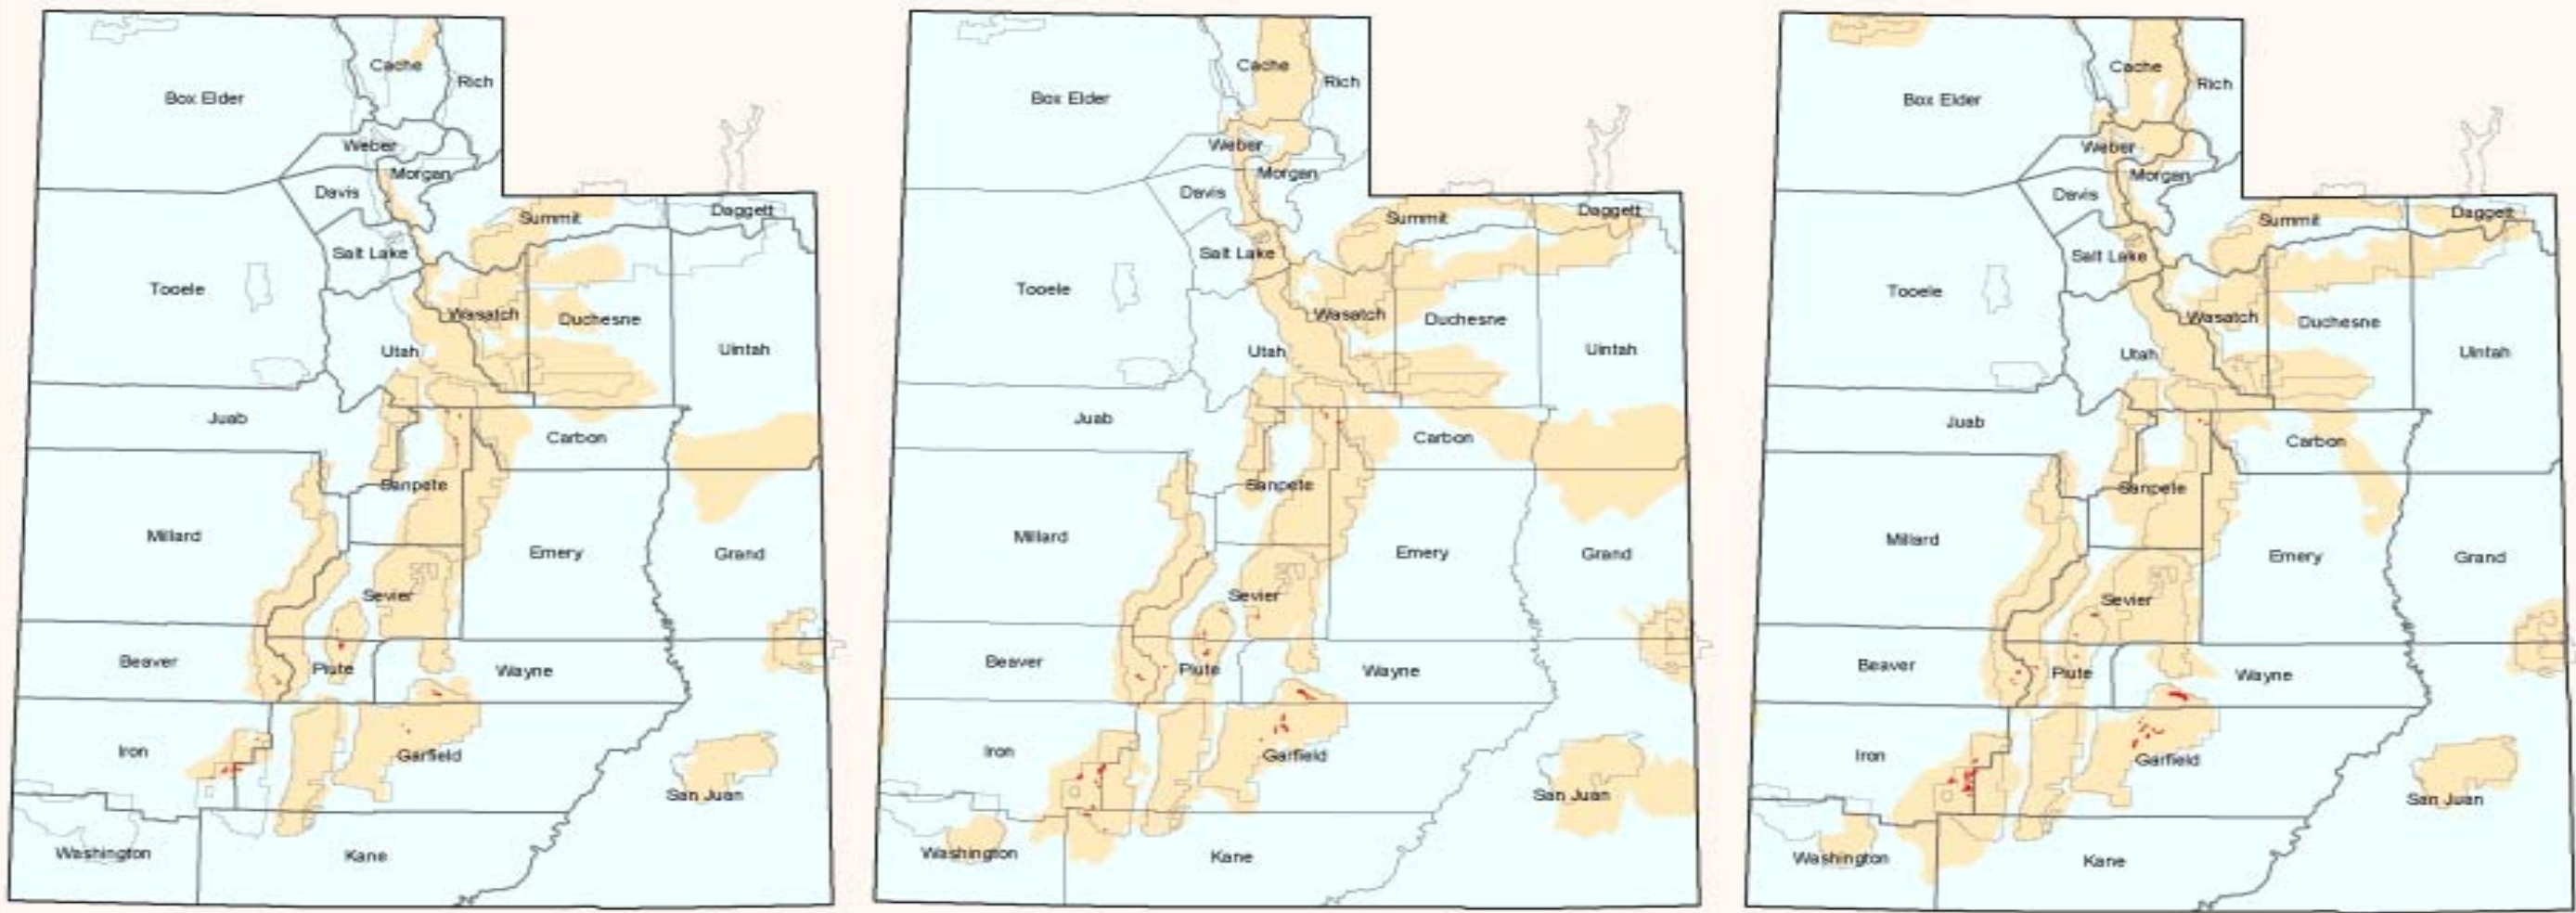 Cache
Rich
Box Elder
Weber
Morgan
Davis
Daggett
Summit
Salt Lake
Tooele
Wasatch
Duchesne
Utah
Uintah
Juab
Carbon
Sanpete
Millard
Emery
Grand
Sevier
Beaver
Piute
Wayne
Iron
Garfield
San Juan
Washington
Kane
Cache
Rich
Box Elder
Weber
Morgan
Davis
Daggett
Summit
Salt Lake
Tooele
Wasatch
Duchesne
Utah
Uintah
Juab
Carbon
Sanpete
Millard
Emery
Grand
Sevier
Beaver
Piute
Wayne
Iron
Garfield
San Juan
Washington
Kane
Cache
Rich
Box Elder
Weber
Morgan
Davis
Daggett
Summit
Salt Lake
Tooele
Wasatch
Duchesne
Utah
Uintah
Juab
Carbon
Sanpete
Millard
Emery
Grand
Sevier
Beaver
Piute
Wayne
Iron
Garfield
San Juan
Washington
Kane